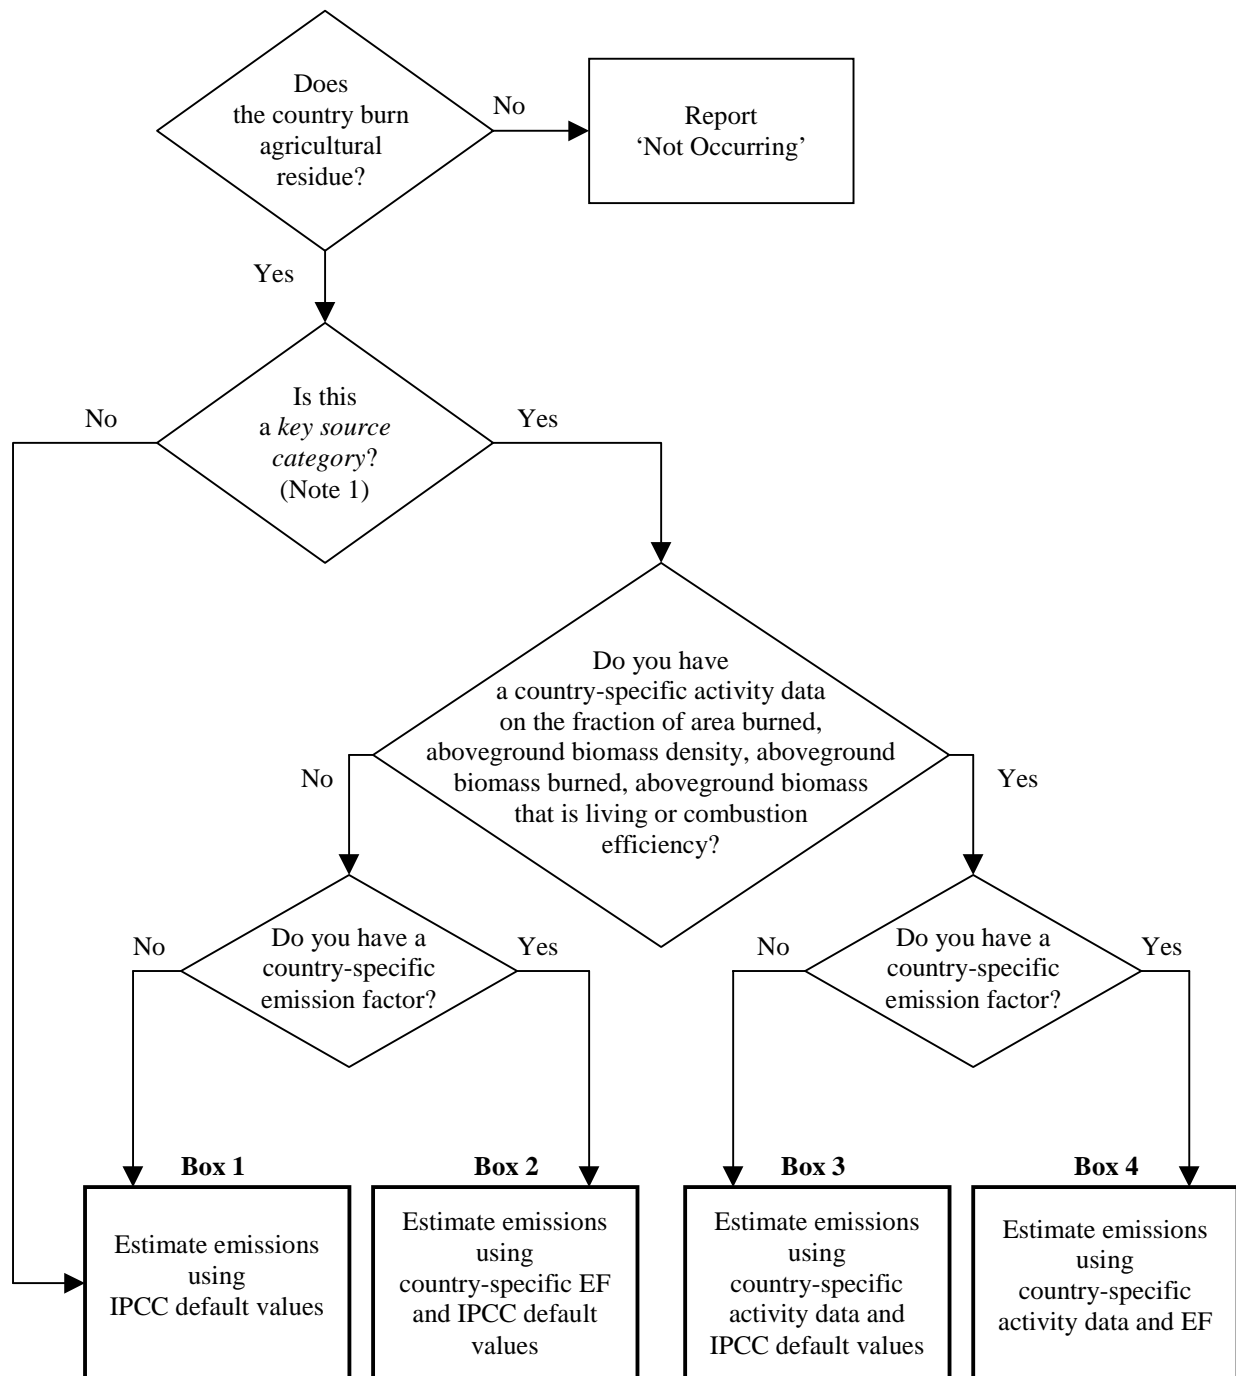 Does
the country burn
agricultural
residue?
No
Report
‘Not Occurring’
Yes
Is this
a key source
category?
(Note 1)
No
Yes
Do you have
a country-specific activity data
on the fraction of area burned,
aboveground biomass density, aboveground
biomass burned, aboveground biomass
that is living or combustion
efficiency?
No
Yes
Do you have a
country-specific
emission factor?
No
Yes
Do you have a
country-specific
emission factor?
No
Yes
Box 1
Estimate emissions
using
IPCC default values
Box 2
Estimate emissions
using
country-specific EF
and IPCC default
values
Box 3
Estimate emissions
using
country-specific
activity data and
IPCC default values
Box 4
Estimate emissions
using
country-specific
activity data and EF